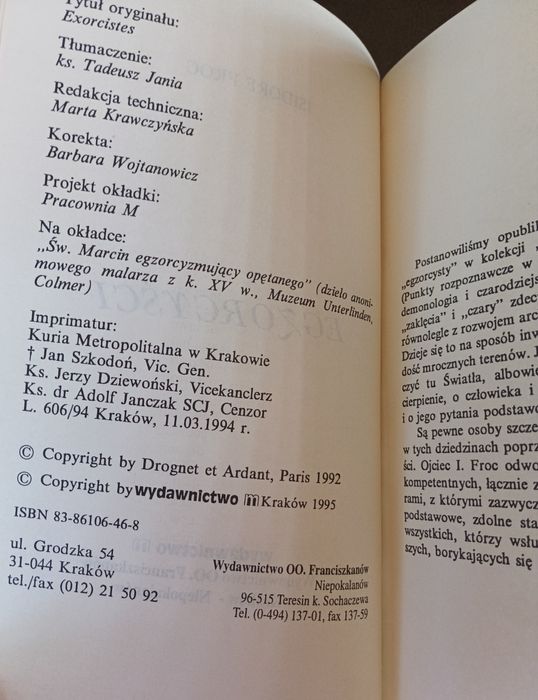 Tytuł oryginału:
Exorcistes
Tłumaczenie:
ks. Tadeusz Jania
Redakcja techniczna:
Marta Krawczyńska
Korekta:
Barbara Wojtanowicz
Projekt okładki:
Pracownia M
Na okładce:
„Św. Marcin egzorcyzmujący opętanego” (dzieło anoni-
mowego malarza z k. XV w., Muzeum Unterlinden,
Colmer)
Imprimatur:
Kuria Metropolitalna w Krakowie
† Jan Szkodoń, Vic. Gen.
Ks. Jerzy Dziewoński, Vicekanclerz
Ks. dr Adolf Janczak SCJ, Cenzor
L. 606/94 Kraków, 11.03.1994 r.
© Copyright by Drognet et Ardant, Paris 1992
© Copyright by wydawnictwo m Kraków 1995
ISBN 83-86106-46-8
ul. Grodzka 54
31-044 Kraków
tel./fax (012) 21 50 92
Wydawnictwo OO. Franciszkanów
Niepokalanów
96-515 Teresin k. Sochaczewa
Tel. (0-494) 137-01, fax 137-59
Postanowiliśmy opublik
„egzorcysty” w kolekcji „
(Punkty rozpoznawcze w
demonologia i czarodziejs
„zaklęcia” i „czary” zdec
równolegle z rozwojem arc
Dzieje się to na sposób inw
dość mrocznych terenów. J
czyć tu Światła, albowie
cierpienie, o człowieka i
i o jego pytania podstawo
Są pewne osoby szcze
w tych dziedzinach poprz
ści. Ojciec I. Froc odwo
kompetentnych, łącznie z
rami, z którymi zazwycz
podstawowe, zdolne sta
wszystkich, którzy wsłu
szych, borykających się